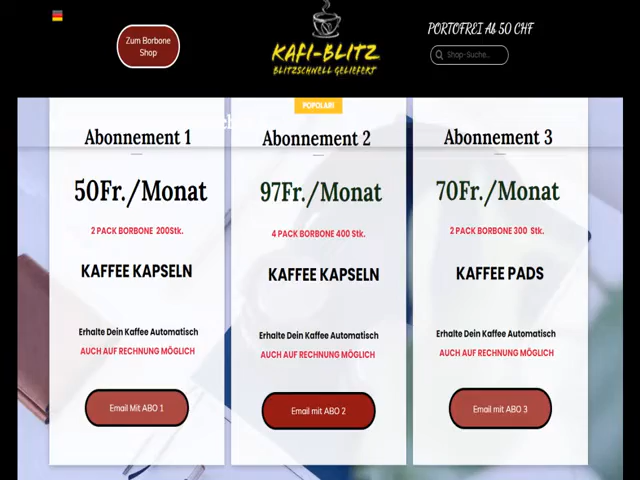 Zum Borbone
Shop
KAFI-BLITZ
BLITZSCHNELL GELIEFERT
PORTOFREI Ab 50 CHF
Shop-Suche...
POPOLARI
Abonnement 1
50Fr./Monat
2 PACK BORBONE 200Stk.
KAFFEE KAPSELN
Erhalte Dein Kaffee Automatisch
AUCH AUF RECHNUNG MÖGLICH
Email Mit ABO 1
Abonnement 2
97Fr./Monat
4 PACK BORBONE 400 Stk.
KAFFEE KAPSELN
Erhalte Dein Kaffee Automatisch
AUCH AUF RECHNUNG MÖGLICH
Email mit ABO 2
Abonnement 3
70Fr./Monat
2 PACK BORBONE 300 Stk.
KAFFEE PADS
Erhalte Dein Kaffee Automatisch
AUCH AUF RECHNUNG MÖGLICH
Email mit ABO 3